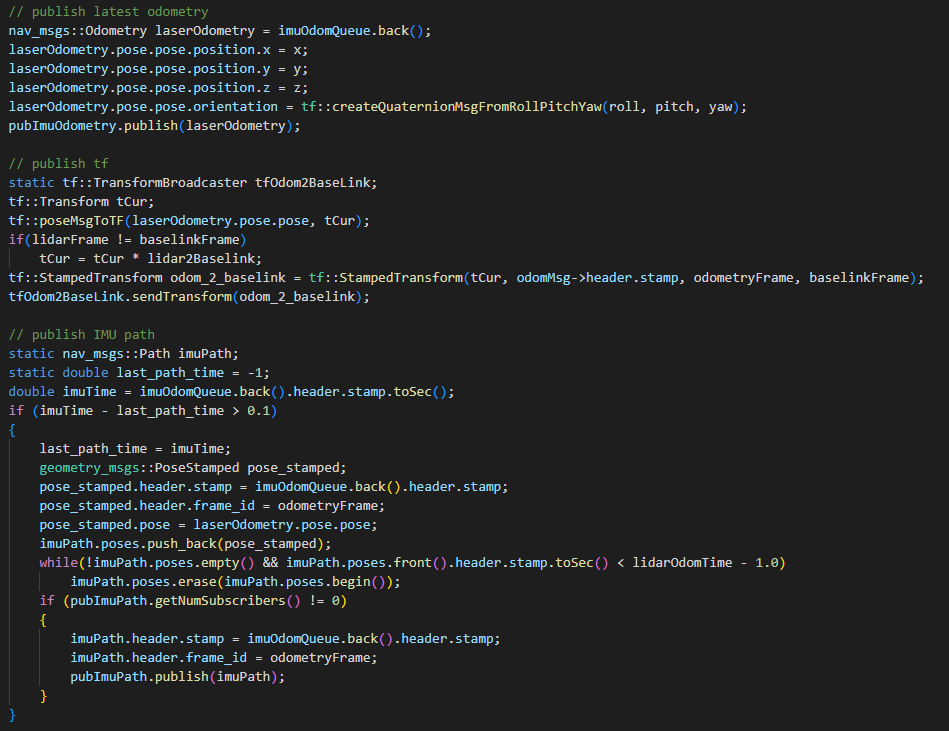 // publish latest odometry
nav_msgs::Odometry laserOdometry = imuOdomQueue.back();
laserOdometry.pose.pose.position.x = x;
laserOdometry.pose.pose.position.y = y;
laserOdometry.pose.pose.position.z = z;
laserOdometry.pose.pose.orientation = tf::createQuaternionMsgFromRollPitchYaw(roll, pitch, yaw);
pubImuOdometry.publish(laserOdometry);

// publish tf
static tf::TransformBroadcaster tfOdom2BaseLink;
tf::Transform tCur;
tf::poseMsgToTF(laserOdometry.pose.pose, tCur);
if(lidarFrame != baselinkFrame)
    tCur = tCur * lidar2Baselink;
tf::StampedTransform odom_2_baselink = tf::StampedTransform(tCur, odomMsg->header.stamp, odometryFrame, baselinkFrame);
tfOdom2BaseLink.sendTransform(odom_2_baselink);

// publish IMU path
static nav_msgs::Path imuPath;
static double last_path_time = -1;
double imuTime = imuOdomQueue.back().header.stamp.toSec();
if (imuTime - last_path_time > 0.1)
{
    last_path_time = imuTime;
    geometry_msgs::PoseStamped pose_stamped;
    pose_stamped.header.stamp = imuOdomQueue.back().header.stamp;
    pose_stamped.header.frame_id = odometryFrame;
    pose_stamped.pose = laserOdometry.pose.pose;
    imuPath.poses.push_back(pose_stamped);
    while(!imuPath.poses.empty() && imuPath.poses.front().header.stamp.toSec() < lidarOdomTime - 1.0)
        imuPath.poses.erase(imuPath.poses.begin());
    if (pubImuPath.getNumSubscribers() != 0)
    {
        imuPath.header.stamp = imuOdomQueue.back().header.stamp;
        imuPath.header.frame_id = odometryFrame;
        pubImuPath.publish(imuPath);
    }
}